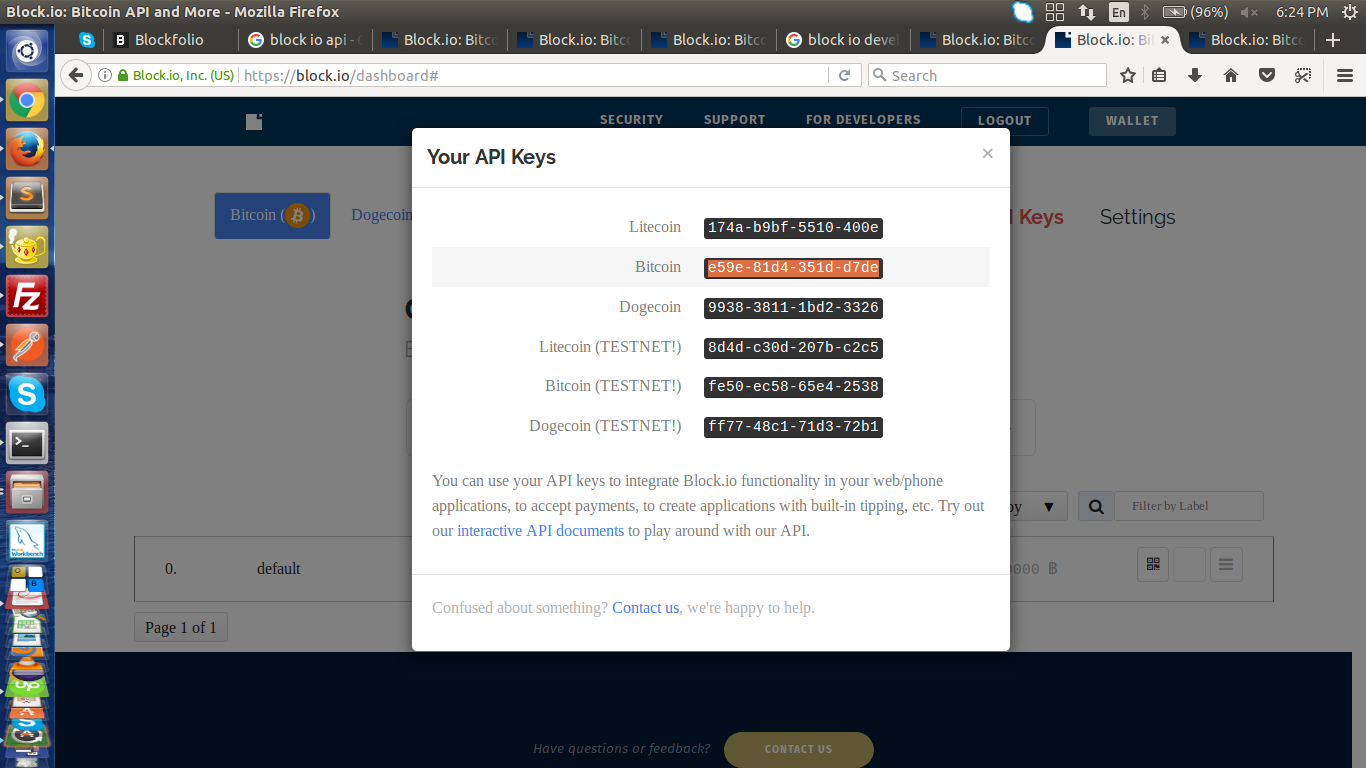 Block.io: Bitcoin API and More - Mozilla Firefox
En (96%) 6:24 PM
Blockfolio block io api - Block.io: Bitc Block.io: Bitc Block.io: Bitc block io devel Block.io: Bitc Block.io: Bit Block.io: Bitc
Block.io, Inc. (US) https://block.io/dashboard# Search
SECURITY SUPPORT FOR DEVELOPERS LOGOUT WALLET
Your API Keys ×
Bitcoin ( ) Dogecoin Keys Settings
Litecoin 174a-b9bf-5510-400e
Bitcoin e59e-81d4-351d-d7de
Dogecoin 9938-3811-1bd2-3326
Litecoin (TESTNET!) 8d4d-c30d-207b-c2c5
Bitcoin (TESTNET!) fe50-ec58-65e4-2538
Dogecoin (TESTNET!) ff77-48c1-71d3-72b1
You can use your API keys to integrate Block.io functionality in your web/phone
applications, to accept payments, to create applications with built-in tipping, etc. Try out
our interactive API documents to play around with our API.
Filter by Label
0. default
Confused about something? Contact us, we're happy to help.
Page 1 of 1
Have questions or feedback? CONTACT US